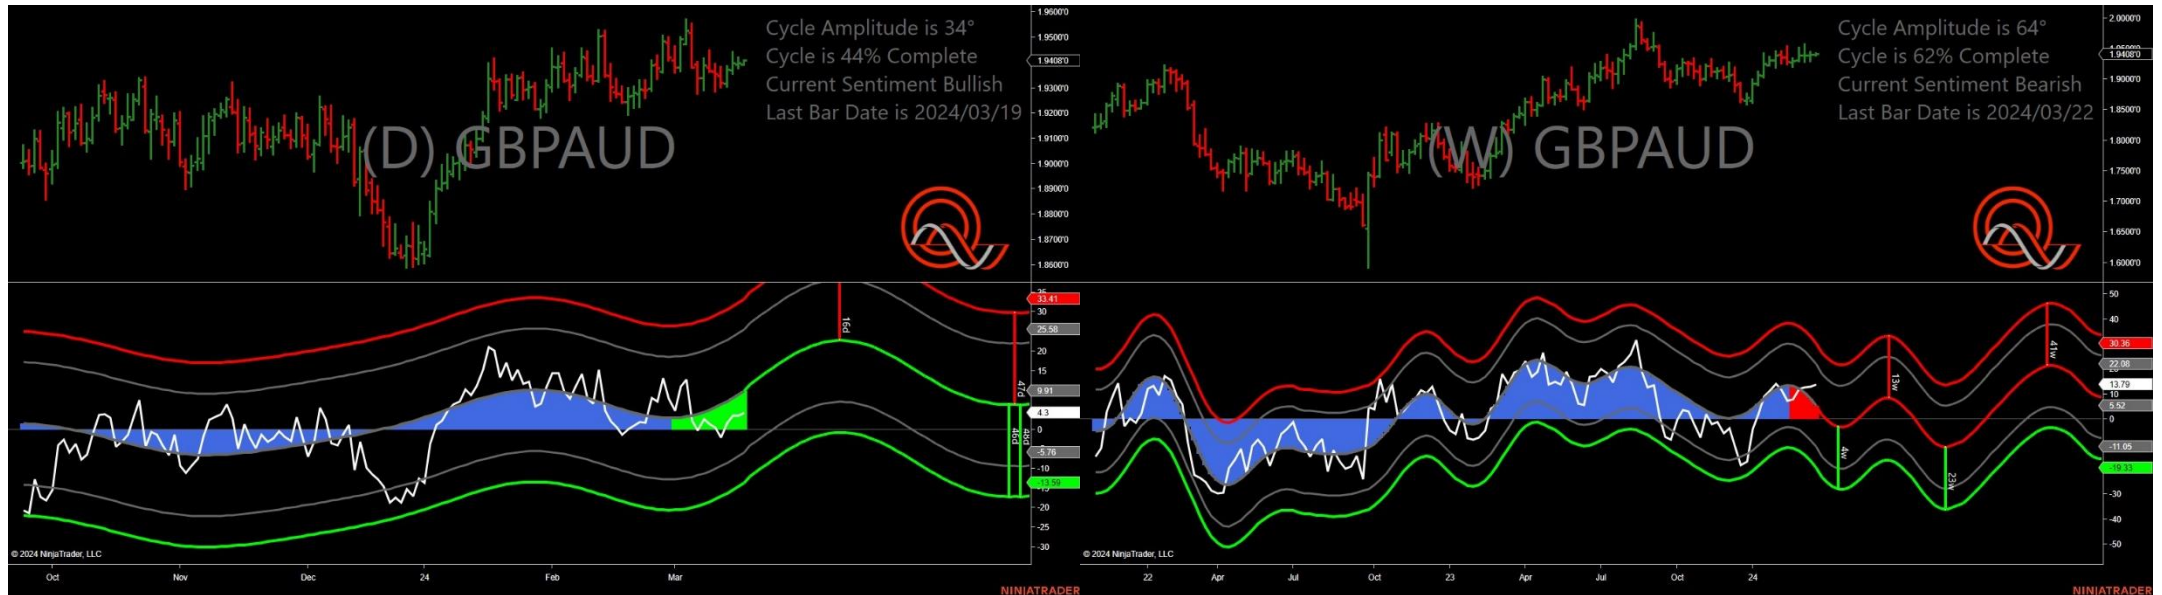 Cycle Amplitude is 34°
Cycle is 44% Complete
Current Sentiment Bullish
Last Bar Date is 2024/03/19
(D) GBPAUD
1.9600'0
1.9500'0
1.9408'0
1.9300'0
1.9200'0
1.9100'0
1.9000'0
1.8900'0
1.8800'0
1.8700'0
1.8600'0
33.41
30
25.58
20
15
9.91
4.3
0
-5.76
-10
-13.59
-20
-30
16d
47d
46d
48d
© 2024 NinjaTrader, LLC
Oct Nov Dec 24 Feb Mar
NINJATRADER
Cycle Amplitude is 64°
Cycle is 62% Complete
Current Sentiment Bearish
Last Bar Date is 2024/03/22
(W) GBPAUD
2.0000'0
1.9408'0
1.9000'0
1.8500'0
1.8000'0
1.7500'0
1.7000'0
1.6500'0
1.6000'0
50
40
30.36
22.08
13.79
10
5.52
0
-11.05
-19.33
-30
-40
-50
4w
13w
23w
41w
© 2024 NinjaTrader, LLC
22 Apr Jul Oct 23 Apr Jul Oct 24
NINJATRADER